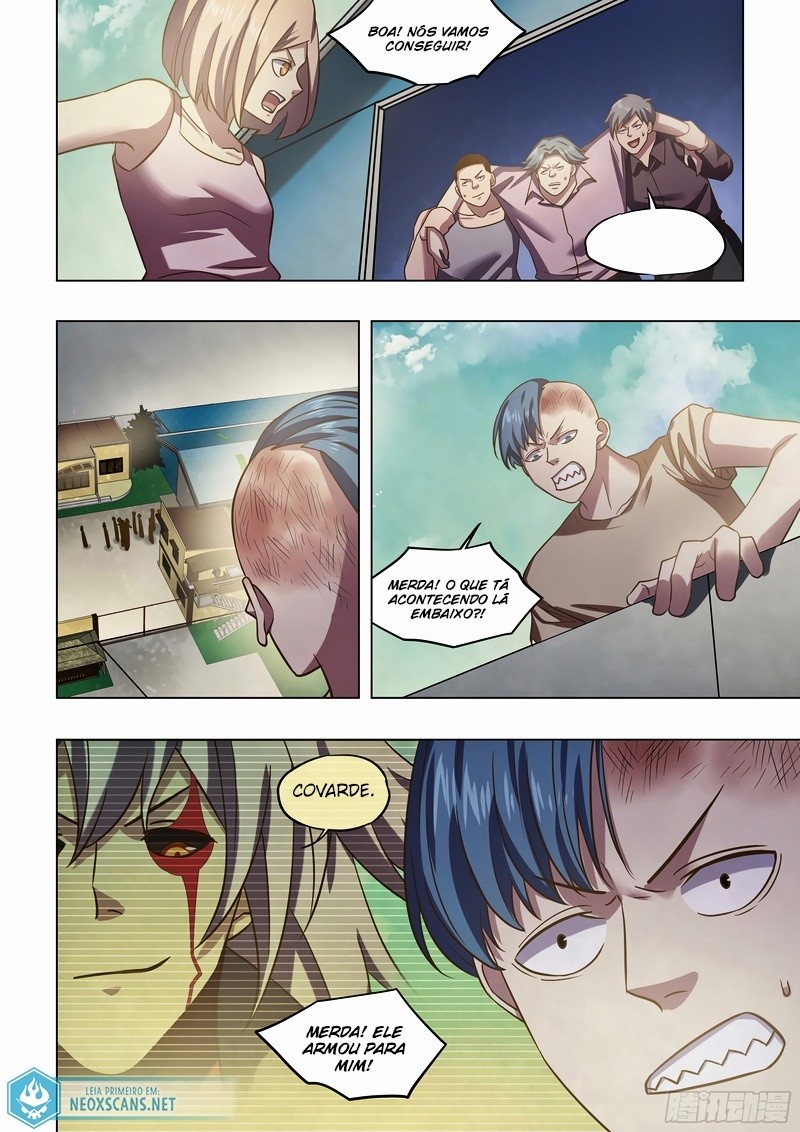 BOA! NÓS VAMOS
CONSEGUIR!
MERDA! O QUE TÁ
ACONTECENDO LÁ
EMBAIXO?!
COVARDE.
MERDA! ELE
ARMOU PARA
MIM!
LEIA PRIMEIRO EM:
NEOXSCANS.NET
腾讯动漫